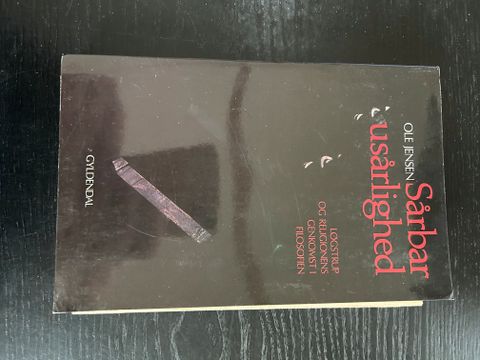 OLE JENSEN
Sårbar
usårlighed
LØGSTRUP
OG RELIGIONENS
GENKOMST I
FILOSOFIEN
GYLDENDAL